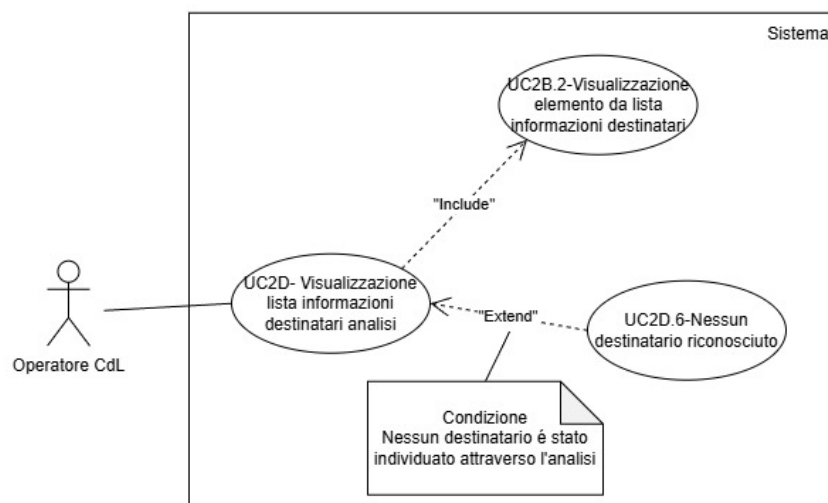 Sistema
UC2B.2-Visualizzazione
elemento da lista
informazioni destinatari
"Include"
UC2D- Visualizzazione
lista informazioni
destinatari analisi
"Extend"
UC2D.6-Nessun
destinatario riconosciuto
Operatore CdL
Condizione
Nessun destinatario é stato
individuato attraverso l'analisi